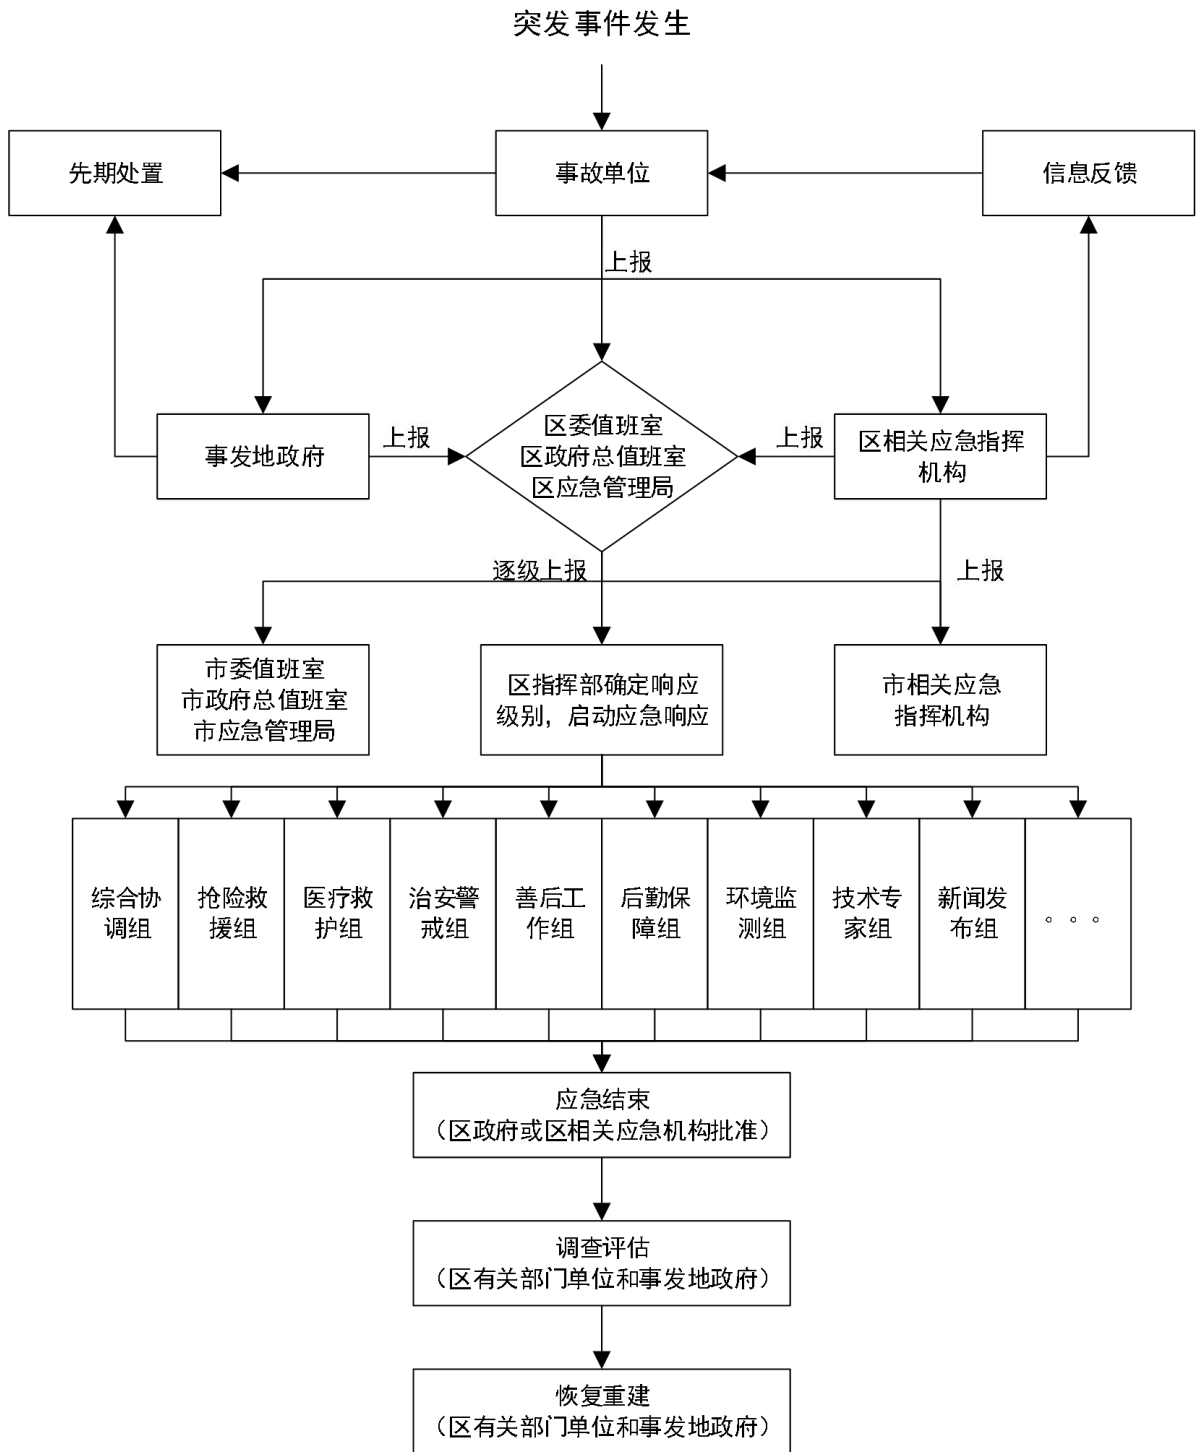 突发事件发生
先期处置
事故单位
信息反馈
上报
事发地政府
上报
区委值班室
区政府总值班室
区应急管理局
上报
区相关应急指挥
机构
逐级上报
上报
市委值班室
市政府总值班室
市应急管理局
区指挥部确定响应
级别，启动应急响应
市相关应急
指挥机构
综合协
调组
抢险救
援组
医疗救
护组
治安警
戒组
善后工
作组
后勤保
障组
环境监
测组
技术专
家组
新闻发
布组
。。。
应急结束
（区政府或区相关应急机构批准）
调查评估
（区有关部门单位和事发地政府）
恢复重建
（区有关部门单位和事发地政府）